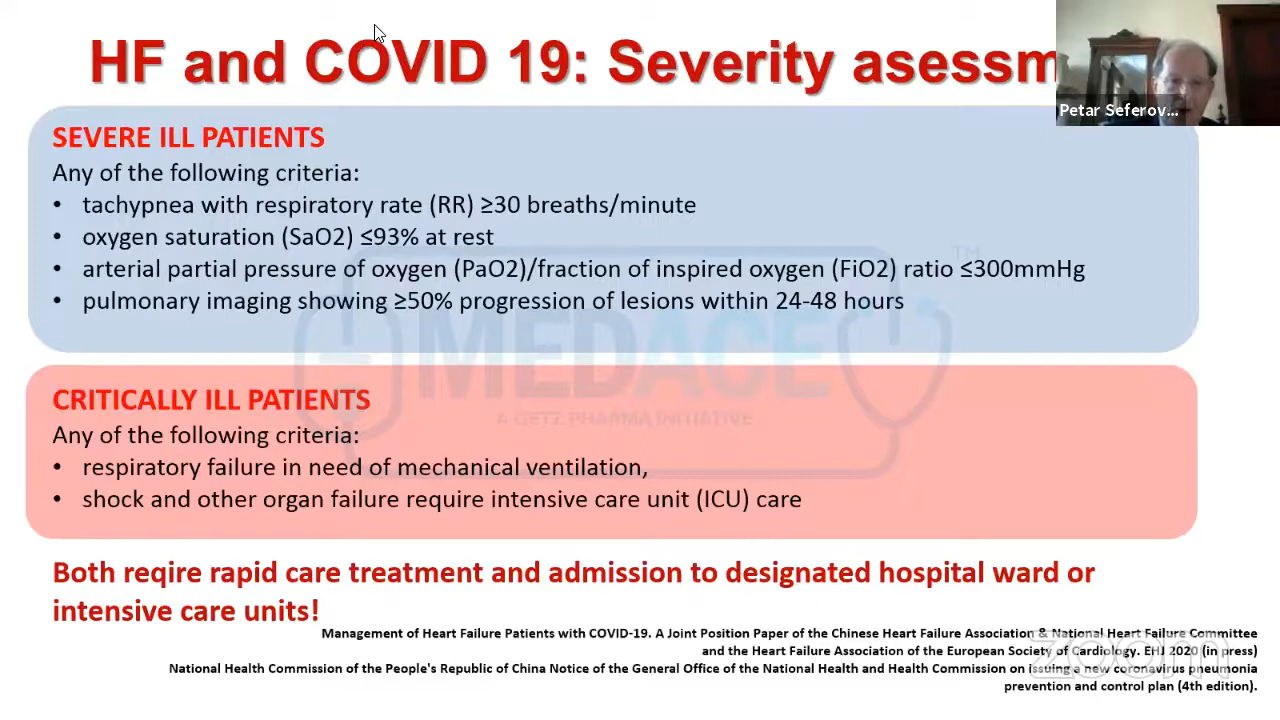 HF and COVID 19: Severity asessm
Petar Seferov...
SEVERE ILL PATIENTS
Any of the following criteria:
• tachypnea with respiratory rate (RR) ≥30 breaths/minute
• oxygen saturation (SaO2) ≤93% at rest
• arterial partial pressure of oxygen (PaO2)/fraction of inspired oxygen (FiO2) ratio ≤300mmHg
• pulmonary imaging showing ≥50% progression of lesions within 24-48 hours
TM
MEDACE
A GETZ PHARMA INITIATIVE
CRITICALLY ILL PATIENTS
Any of the following criteria:
• respiratory failure in need of mechanical ventilation,
• shock and other organ failure require intensive care unit (ICU) care
Both reqire rapid care treatment and admission to designated hospital ward or
intensive care units!
Management of Heart Failure Patients with COVID-19. A Joint Position Paper of the Chinese Heart Failure Association & National Heart Failure Committee
and the Heart Failure Association of the European Society of Cardiology. EHJ 2020 (in press)
National Health Commission of the People's Republic of China Notice of the General Office of the National Health and Health Commission on issuing a new coronavirus pneumonia
prevention and control plan (4th edition).
zoom